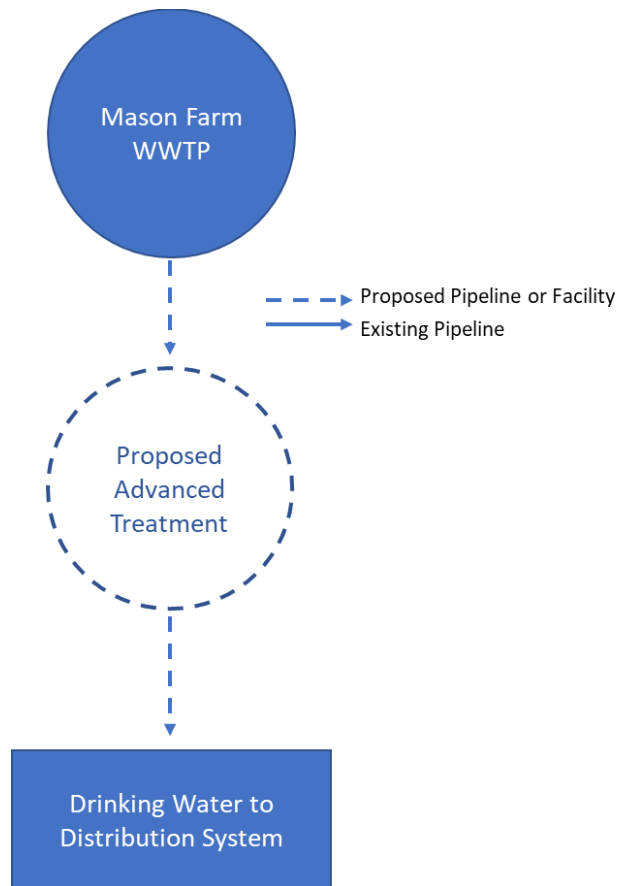 Mason Farm
WWTP
Proposed Pipeline or Facility
Existing Pipeline
Proposed
Advanced
Treatment
Drinking Water to
Distribution System